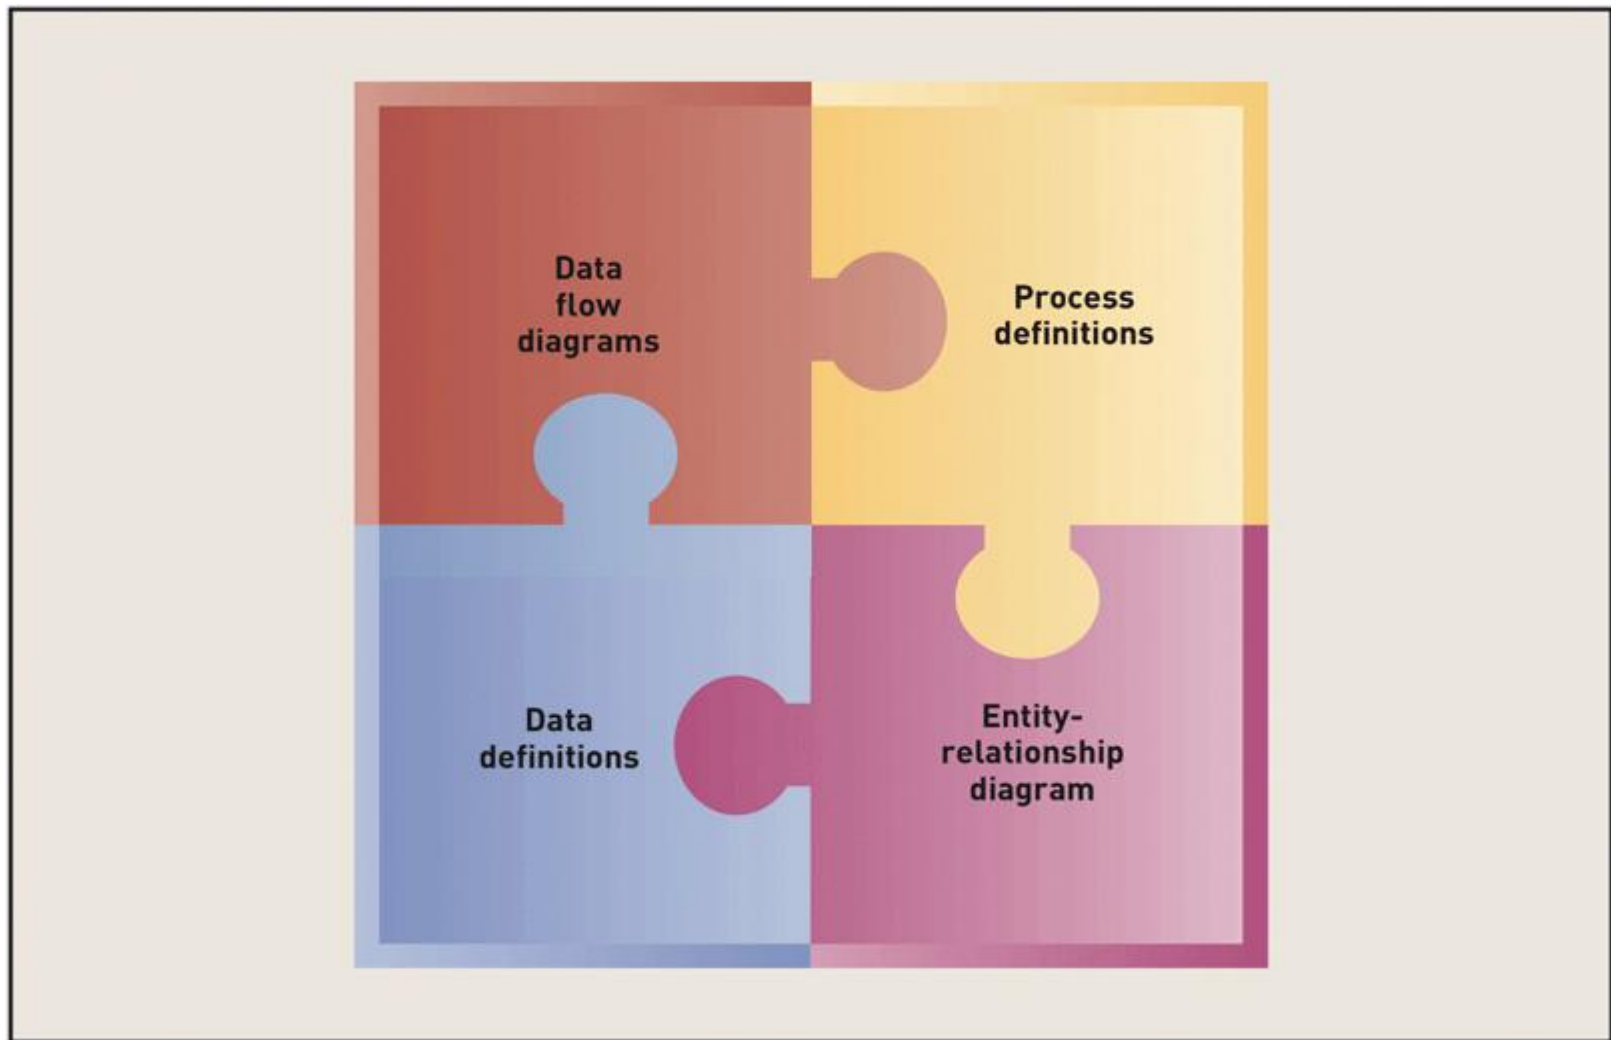 Data
flow
diagrams
Process
definitions
Data
definitions
Entity-
relationship
diagram